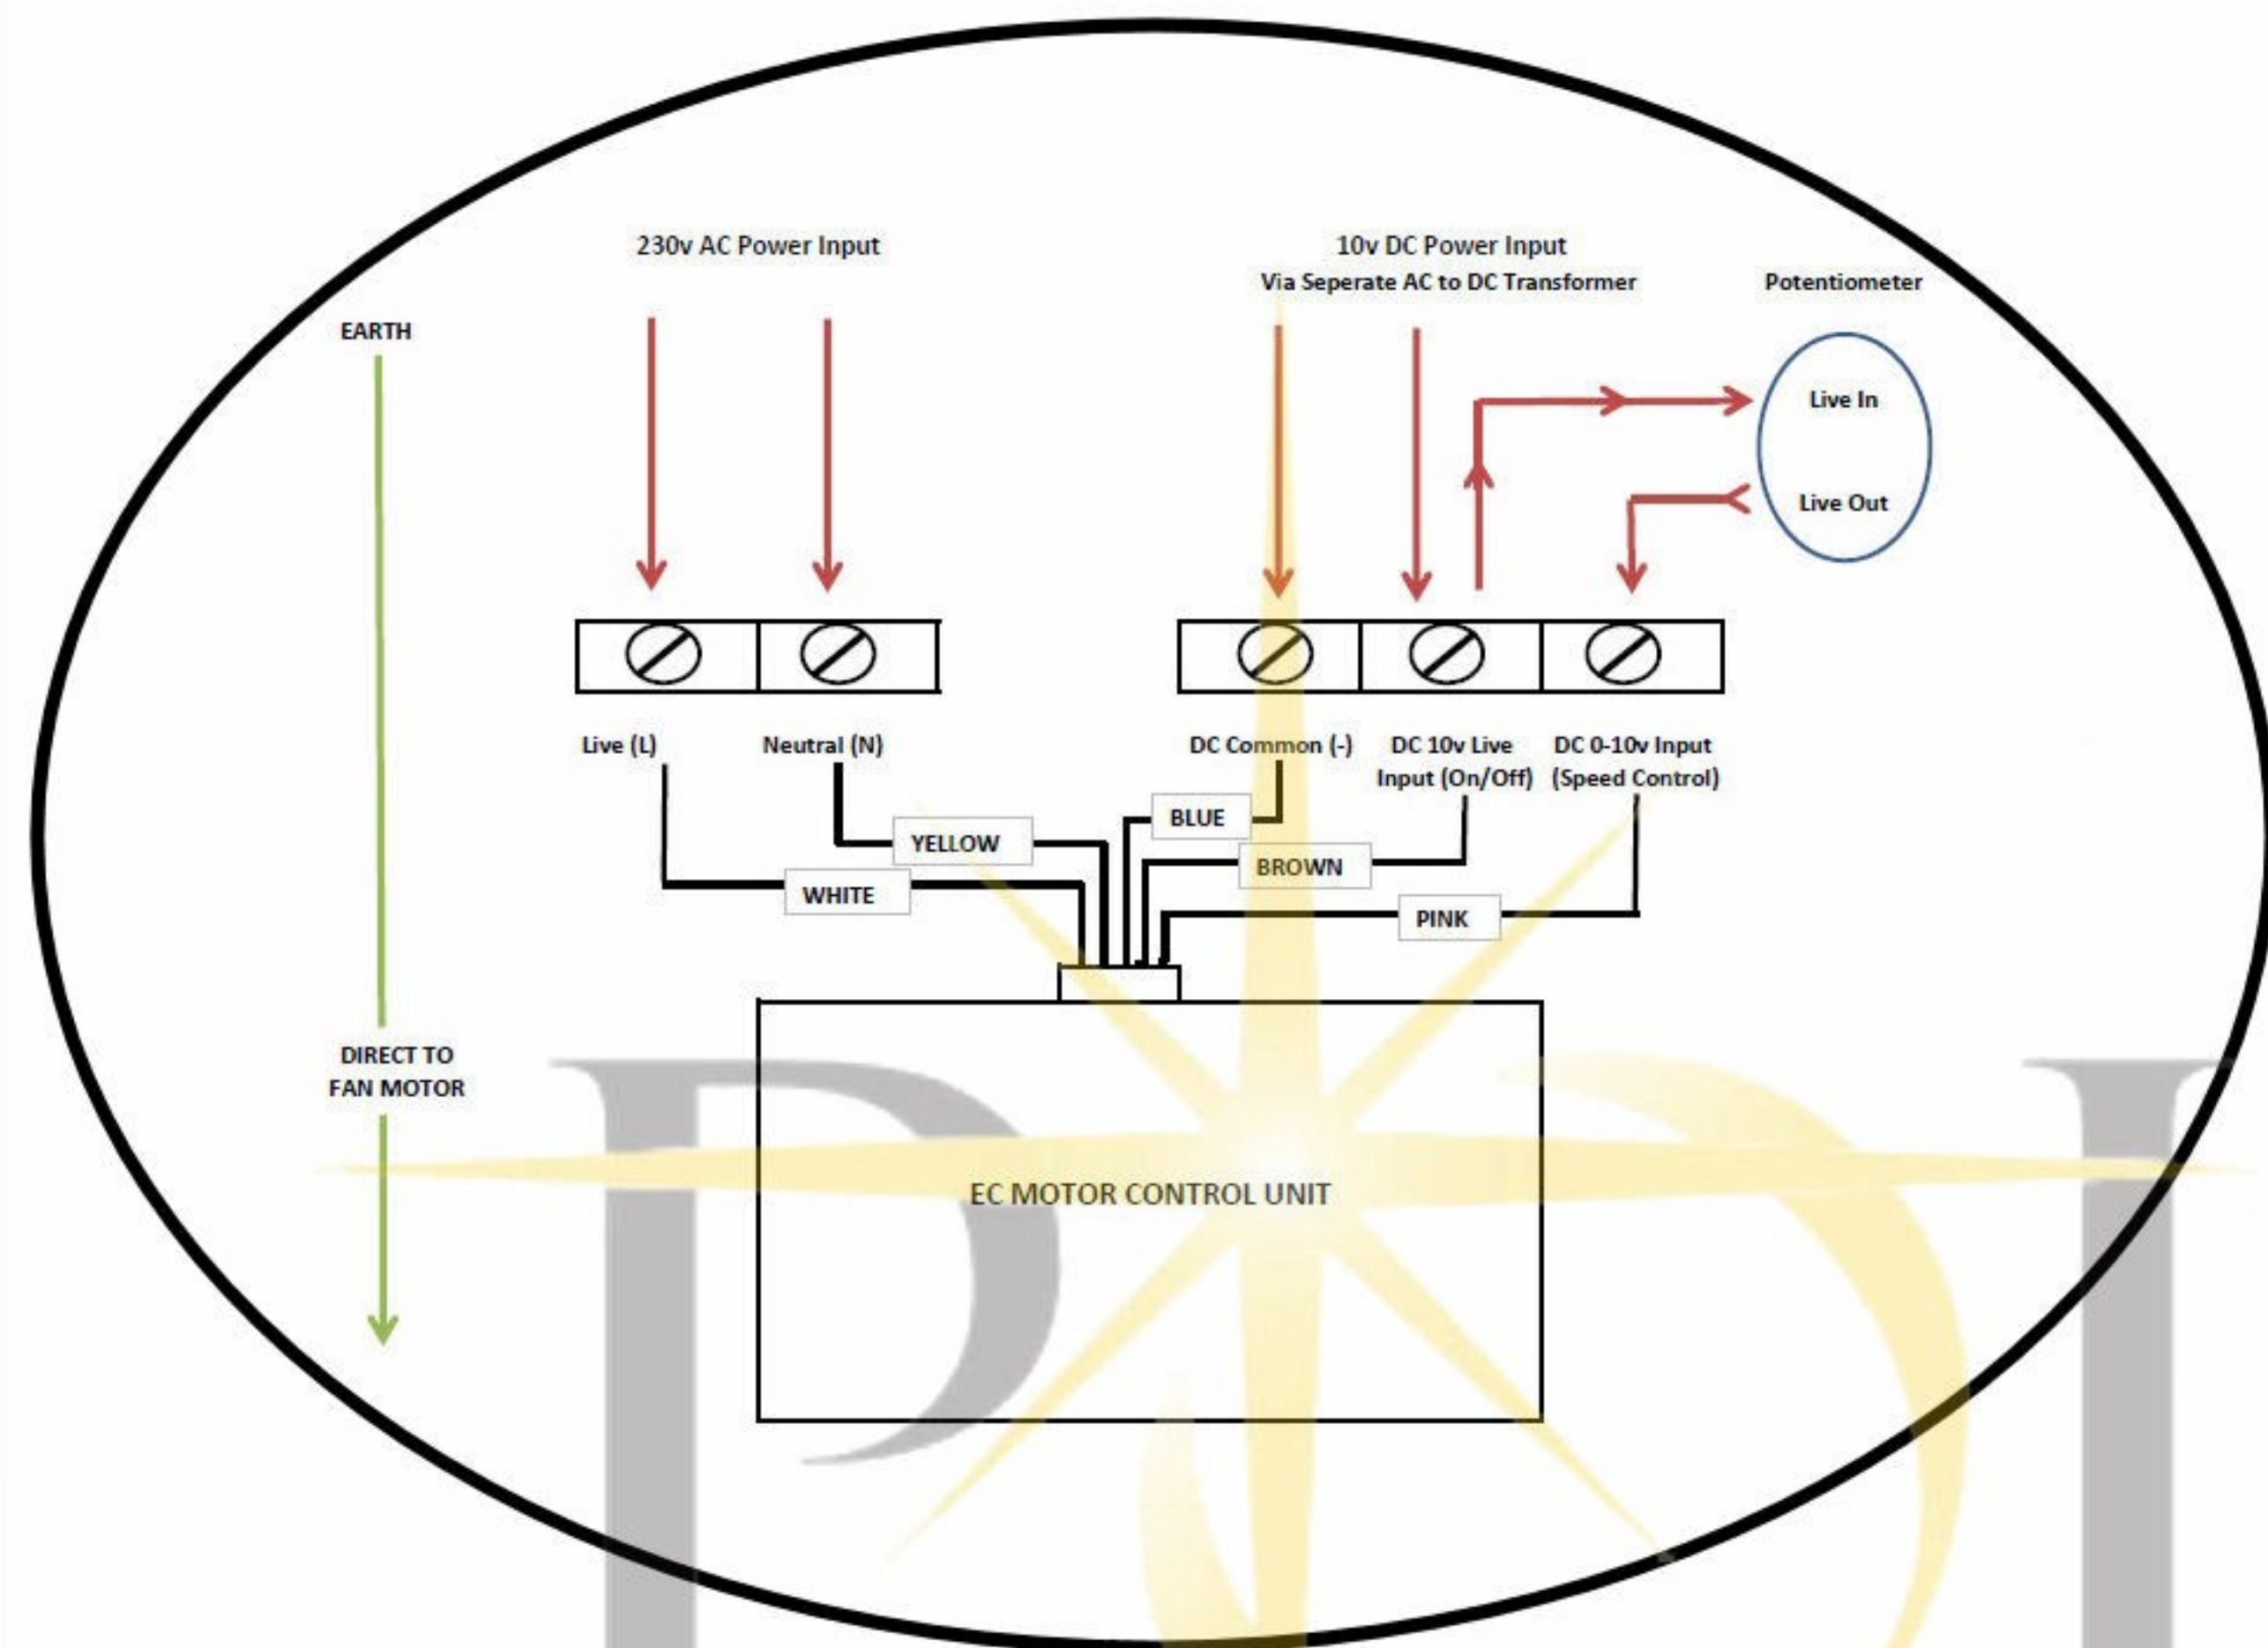 230v AC Power Input
10v DC Power Input
Via Seperate AC to DC Transformer
Potentiometer
EARTH
Live In
Live Out
Live (L)
Neutral (N)
DC Common (-)
DC 10v Live
Input (On/Off)
DC 0-10v Input
(Speed Control)
BLUE
YELLOW
BROWN
WHITE
PINK
DIRECT TO
FAN MOTOR
EC MOTOR CONTROL UNIT